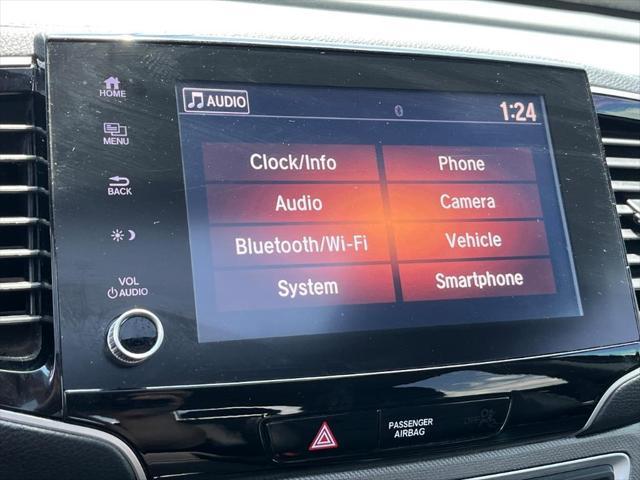 AUDIO
1:24
HOME
MENU
BACK
VOL
AUDIO
Clock/Info
Phone
Audio
Camera
Bluetooth/Wi-Fi
Vehicle
System
Smartphone
PASSENGER
AIRBAG